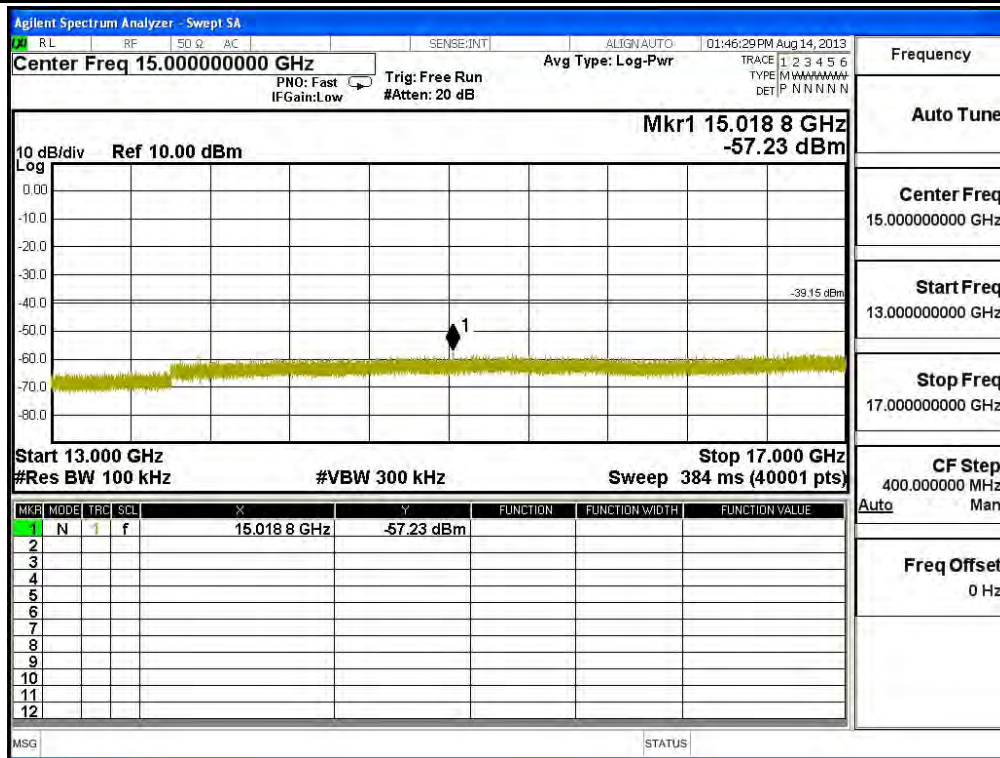 Agilent Spectrum Analyzer - Swept SA
RL RF 50 Ω AC SENSE:INT ALIGN AUTO 01:46:29 PM Aug 14, 2013
Center Freq 15.000000000 GHz
PNO: Fast
IFGain:Low
Trig: Free Run
#Atten: 20 dB
Avg Type: Log-Pwr
TRACE 1 2 3 4 5 6
TYPE M
DET P N N N N N
Mkr1 15.018 8 GHz
-57.23 dBm
10 dB/div Ref 10.00 dBm
Log
0.00
-10.0
-20.0
-30.0
-39.15 dBm
-40.0
1
-50.0
-60.0
-70.0
-80.0
Start 13.000 GHz Stop 17.000 GHz
#Res BW 100 kHz #VBW 300 kHz Sweep 384 ms (40001 pts)
MKR MODE TRC SCL X Y FUNCTION FUNCTION WIDTH FUNCTION VALUE
1 N 1 f 15.018 8 GHz -57.23 dBm
2
3
4
5
6
7
8
9
10
11
12
MSG STATUS
Frequency
Auto Tune
Center Freq
15.000000000 GHz
Start Freq
13.000000000 GHz
Stop Freq
17.000000000 GHz
CF Step
400.000000 MHz
Auto Man
Freq Offset
0 Hz